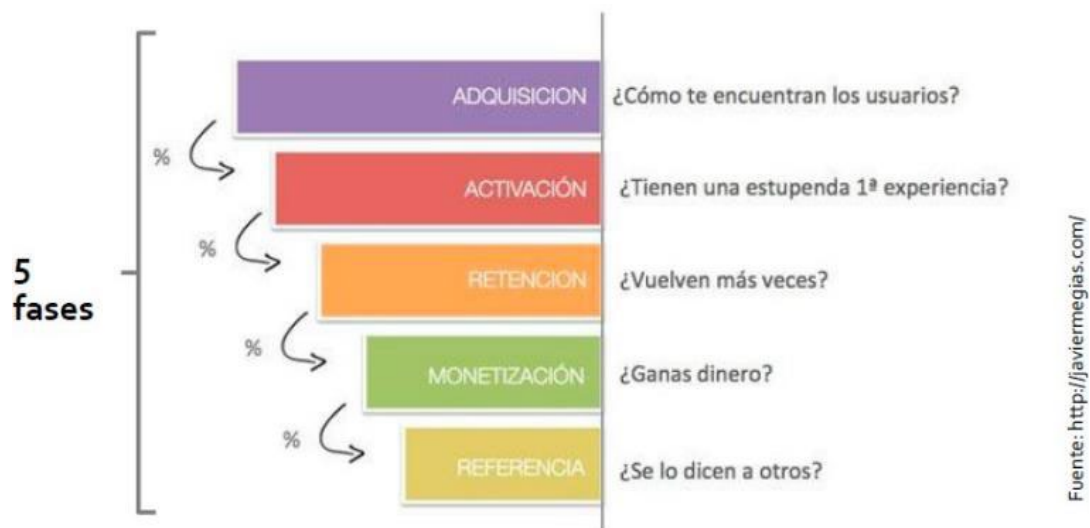 ADQUISICION
¿Cómo te encuentran los usuarios?
%
ACTIVACIÓN
¿Tienen una estupenda 1ª experiencia?
%
RETENCION
¿Vuelven más veces?
5
fases
%
MONETIZACIÓN
¿Ganas dinero?
%
REFERENCIA
¿Se lo dicen a otros?
Fuente: http://javiermegias.com/